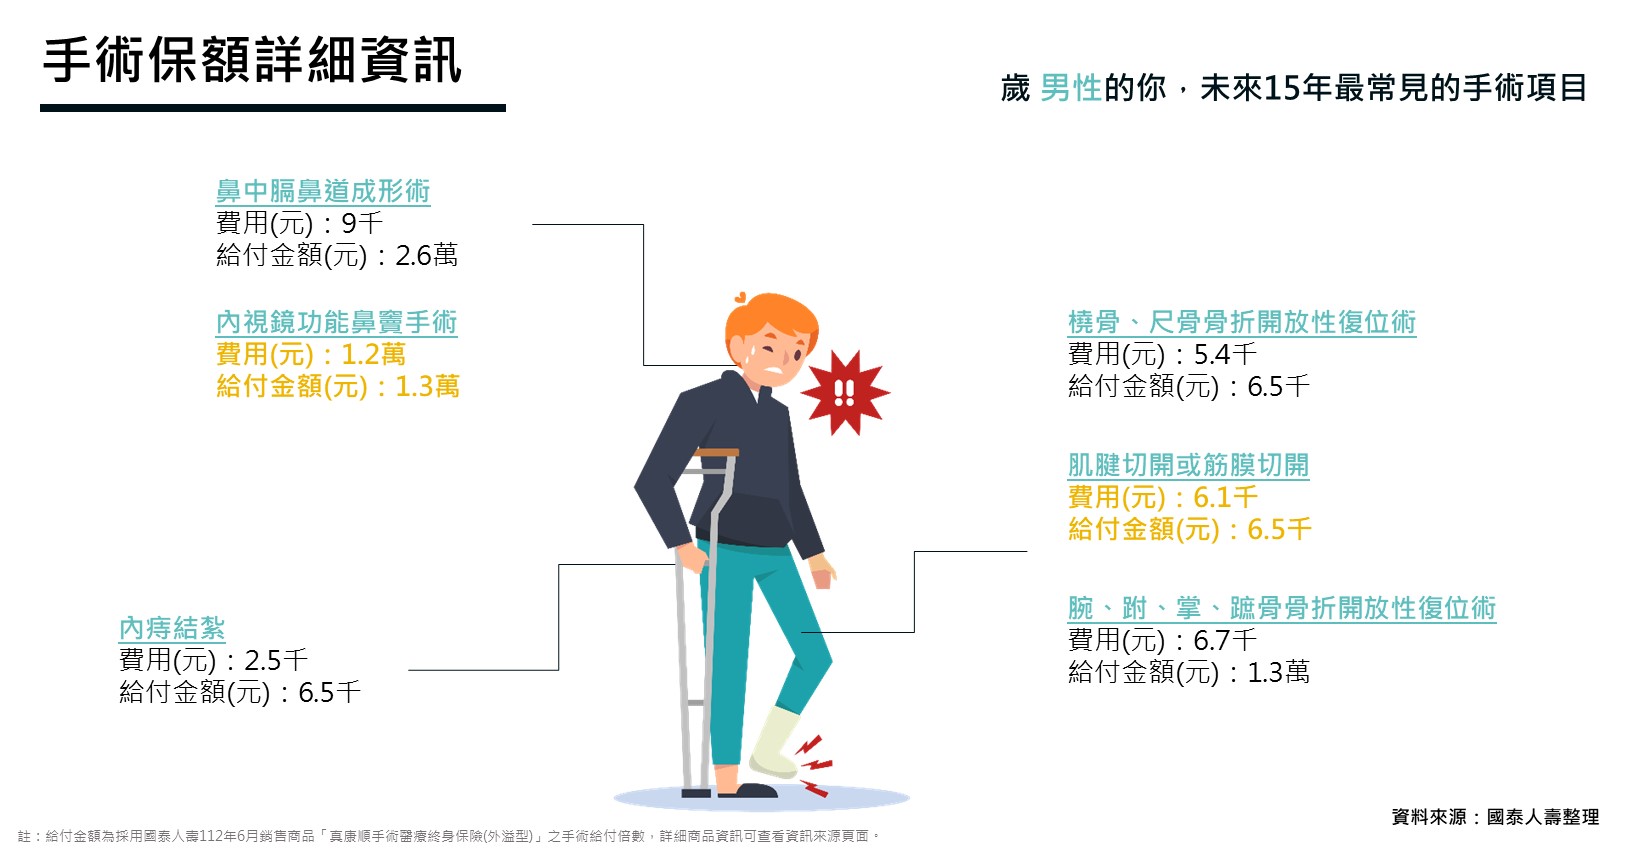 手術保額詳細資訊
歲 男性的你，未來15年最常見的手術項目
鼻中膈鼻道成形術
費用(元)：9千
給付金額(元)：2.6萬
內視鏡功能鼻竇手術
費用(元)：1.2萬
給付金額(元)：1.3萬
內痔結紮
費用(元)：2.5千
給付金額(元)：6.5千
橈骨、尺骨骨折開放性復位術
費用(元)：5.4千
給付金額(元)：6.5千
肌腱切開或筋膜切開
費用(元)：6.1千
給付金額(元)：6.5千
腕、跗、掌、蹠骨骨折開放性復位術
費用(元)：6.7千
給付金額(元)：1.3萬
!!
資料來源：國泰人壽整理
註：給付金額為採用國泰人壽112年6月銷售商品「真康順手術醫療終身保險(外溢型)」之手術給付倍數，詳細商品資訊可查看資訊來源頁面。